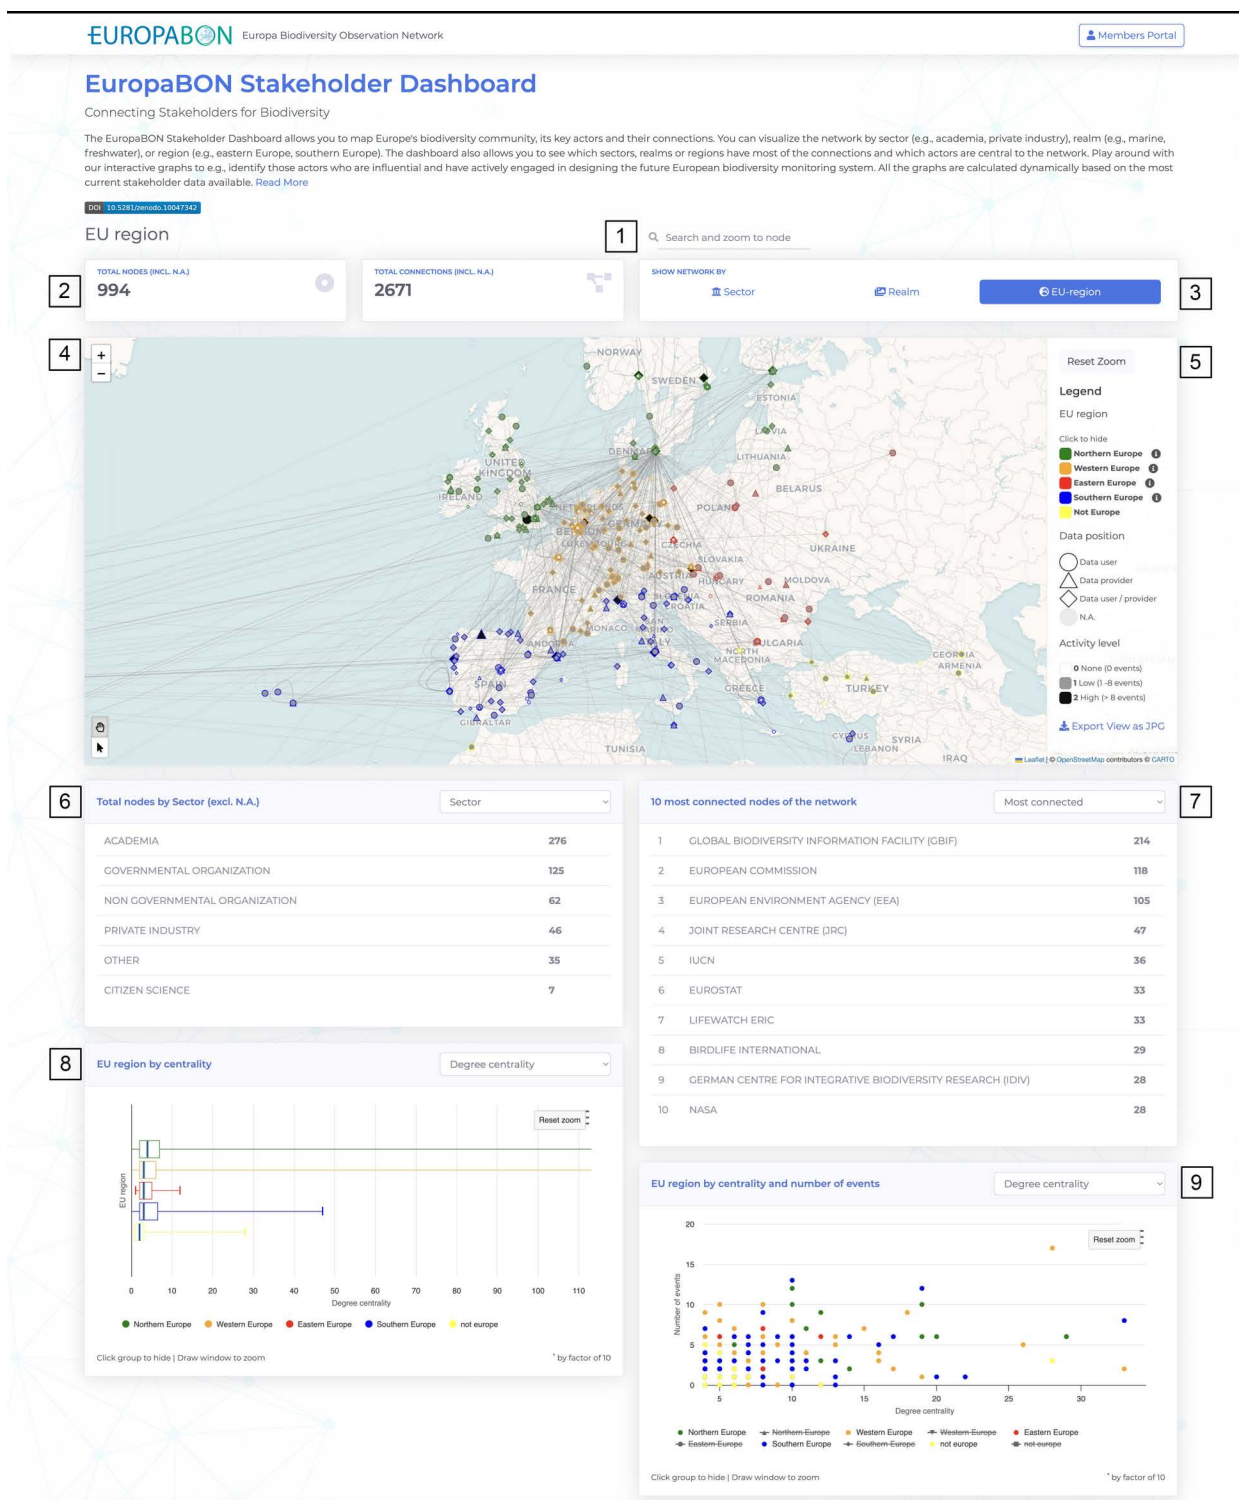 EUROPABON Europa Biodiversity Observation Network
Members Portal
EuropaBON Stakeholder Dashboard
Connecting Stakeholders for Biodiversity
The EuropaBON Stakeholder Dashboard allows you to map Europe's biodiversity community, its key actors and their connections. You can visualize the network by sector (e.g., academia, private industry), realm (e.g., marine,
freshwater), or region (e.g., eastern Europe, southern Europe). The dashboard also allows you to see which sectors, realms or regions have most of the connections and which actors are central to the network. Play around with
our interactive graphs to e.g., identify those actors who are influential and have actively engaged in designing the future European biodiversity monitoring system. All the graphs are calculated dynamically based on the most
current stakeholder data available. Read More
DOI 10.5281/zenodo.10047342
EU region
1
Search and zoom to node
2
TOTAL NODES (INCL. N.A.)
994
TOTAL CONNECTIONS (INCL. N.A.)
2671
SHOW NETWORK BY
Sector
Realm
EU-region
3
4
+
−
NORWAY
SWEDEN
ESTONIA
LATVIA
DENMARK
LITHUANIA
UNITED
KINGDOM
IRELAND
BELARUS
POLAND
NETHERLANDS
GERMANY
BELGIUM
LUXEMBOURG
CZECHIA
UKRAINE
SLOVAKIA
AUSTRIA
HUNGARY
MOLDOVA
FRANCE
SLOVENIA
CROATIA
ROMANIA
MONACO
SAN
MARINO
SERBIA
ANDORRA
ITALY
BULGARIA
NORTH
MACEDONIA
GEORGIA
ARMENIA
SPAIN
GREECE
TURKEY
GIBRALTAR
TUNISIA
CYPRUS
SYRIA
LEBANON
IRAQ
5
Reset Zoom
Legend
EU region
Click to hide
Northern Europe
Western Europe
Eastern Europe
Southern Europe
Not Europe
Data position
Data user
Data provider
Data user / provider
N.A.
Activity level
0 None (0 events)
1 Low (1 -8 events)
2 High (> 8 events)
Export View as JPG
Leaflet | © OpenStreetMap contributors © CARTO
6
Total nodes by Sector (excl. N.A.)
Sector
ACADEMIA 276
GOVERNMENTAL ORGANIZATION 125
NON GOVERNMENTAL ORGANIZATION 62
PRIVATE INDUSTRY 46
OTHER 35
CITIZEN SCIENCE 7
10 most connected nodes of the network
Most connected
7
1 GLOBAL BIODIVERSITY INFORMATION FACILITY (GBIF) 214
2 EUROPEAN COMMISSION 118
3 EUROPEAN ENVIRONMENT AGENCY (EEA) 105
4 JOINT RESEARCH CENTRE (JRC) 47
5 IUCN 36
6 EUROSTAT 33
7 LIFEWATCH ERIC 33
8 BIRDLIFE INTERNATIONAL 29
9 GERMAN CENTRE FOR INTEGRATIVE BIODIVERSITY RESEARCH (IDIV) 28
10 NASA 28
8
EU region by centrality
Degree centrality
Reset zoom
EU region
0 10 20 30 40 50 60 70 80 90 100 110
Degree centrality
Northern Europe Western Europe Eastern Europe Southern Europe not europe
Click group to hide | Draw window to zoom
* by factor of 10
EU region by centrality and number of events
Degree centrality
9
Reset zoom
Number of events
20
15
10
5
0
5 10 15 20 25 30
Degree centrality
Northern Europe Northern Europe Western Europe Western Europe Eastern Europe
Eastern Europe Southern Europe Southern Europe not europe not europe
Click group to hide | Draw window to zoom
* by factor of 10